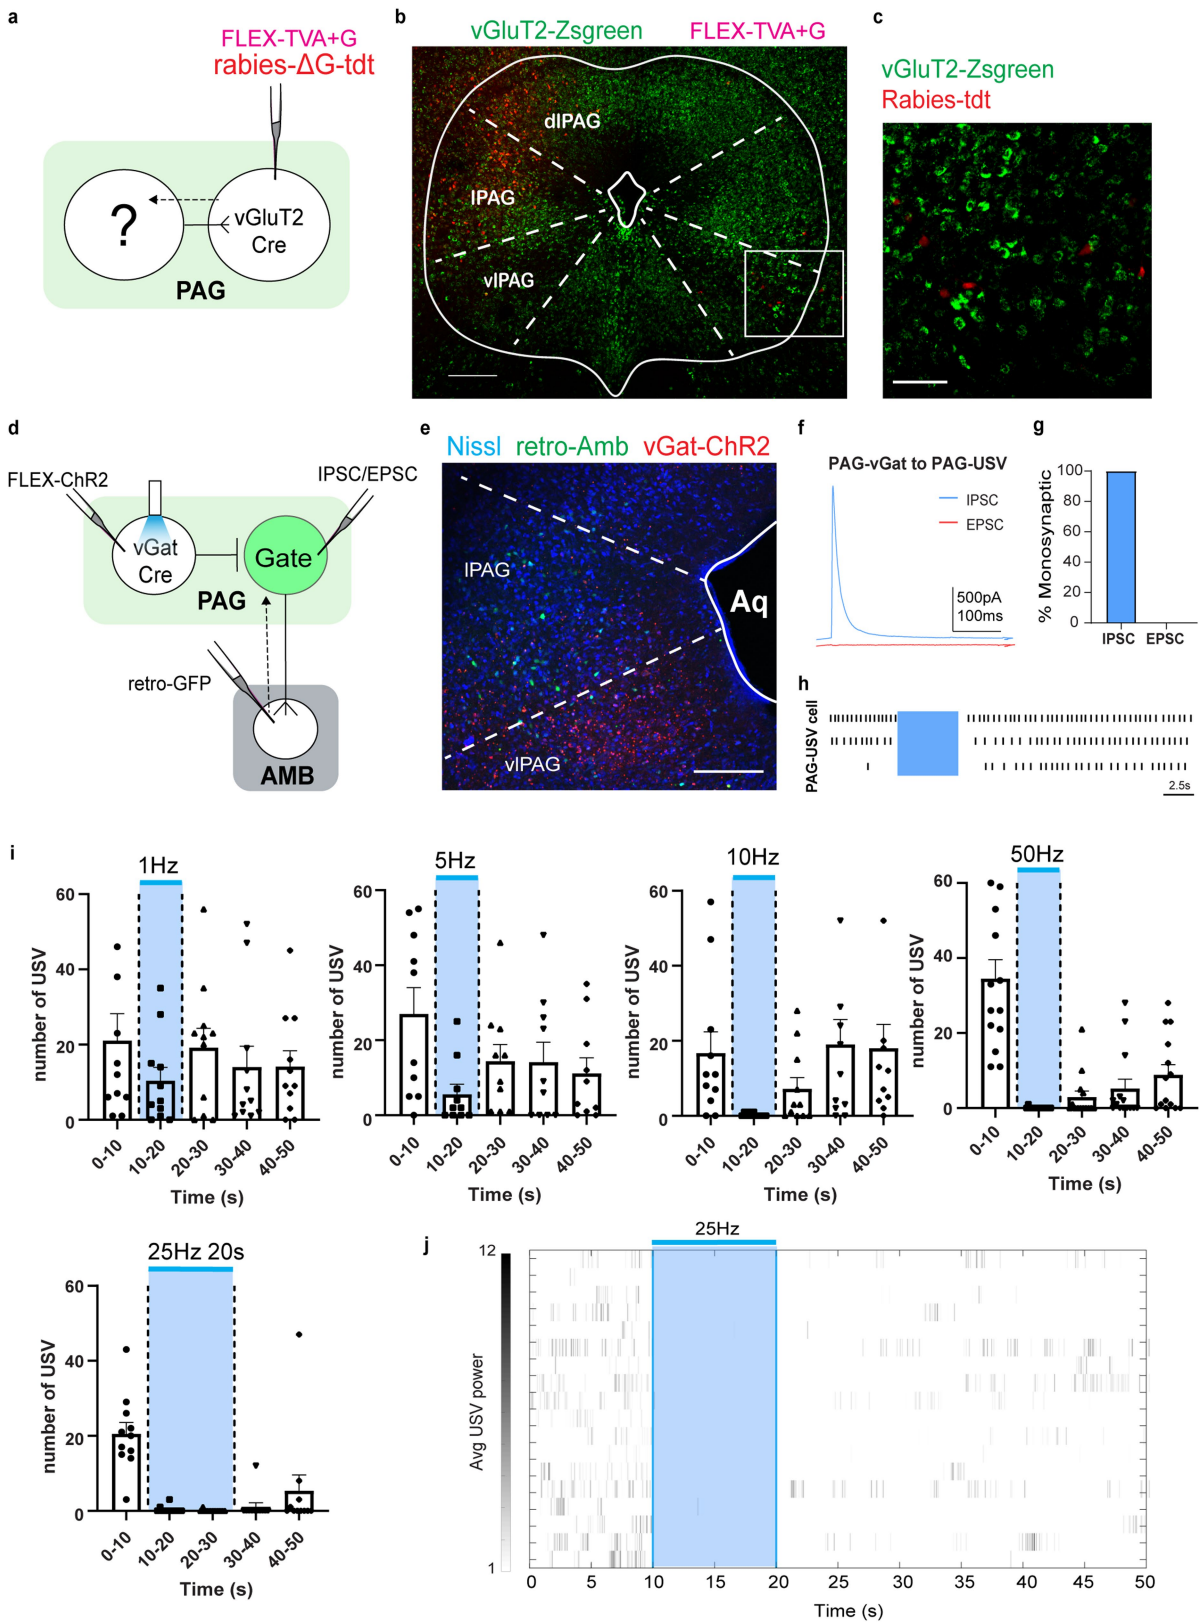 a
FLEX-TVA+G
rabies-ΔG-tdt
?
vGluT2
Cre
PAG
b
vGluT2-Zsgreen FLEX-TVA+G
dlPAG
lPAG
vlPAG
c
vGluT2-Zsgreen
Rabies-tdt
d
FLEX-ChR2
IPSC/EPSC
vGat
Cre
Gate
PAG
retro-GFP
AMB
e
Nissl retro-Amb vGat-ChR2
lPAG
Aq
vlPAG
f
PAG-vGat to PAG-USV
IPSC
EPSC
500pA
100ms
g
% Monosynaptic
100
80
60
40
20
0
IPSC EPSC
h
PAG-USV cell
2.5s
i
1Hz
number of USV
60
40
20
0
0-10 10-20 20-30 30-40 40-50
Time (s)
5Hz
number of USV
60
40
20
0
0-10 10-20 20-30 30-40 40-50
Time (s)
10Hz
number of USV
60
40
20
0
0-10 10-20 20-30 30-40 40-50
Time (s)
50Hz
number of USV
60
40
20
0
0-10 10-20 20-30 30-40 40-50
Time (s)
25Hz 20s
number of USV
60
40
20
0
0-10 10-20 20-30 30-40 40-50
Time (s)
j
25Hz
12
Avg USV power
1
0 5 10 15 20 25 30 35 40 45 50
Time (s)